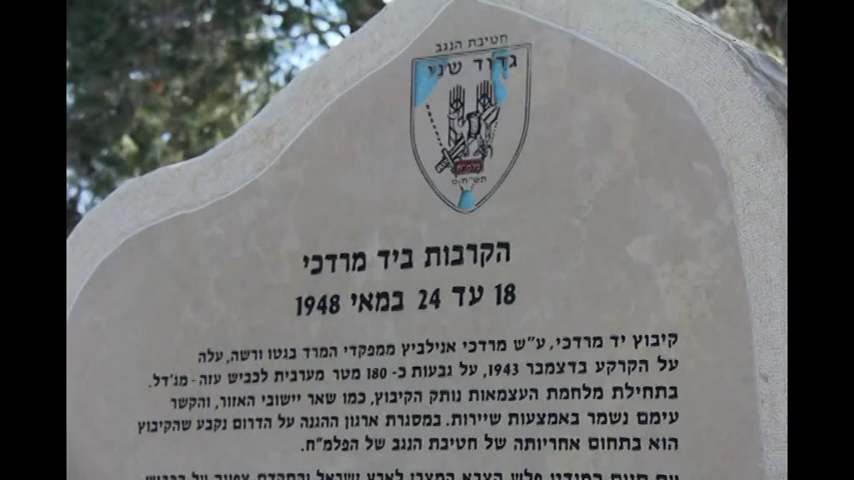 חטיבת הנגב
גדוד שני
פלמ"ח
תש"ח
הקרבות ביד מרדכי
18 עד 24 במאי 1948
קיבוץ יד מרדכי, ע"ש מרדכי אנילביץ ממפקדי המרד בגטו ורשה, עלה
על הקרקע בדצמבר 1943, על גבעות כ- 180 מטר מערבית לכביש עזה - מג'דל.
בתחילת מלחמת העצמאות נותק הקיבוץ, כמו שאר יישובי האזור, והקשר
עימם נשמר באמצעות שיירות. במסגרת ארגון ההגנה על הדרום נקבע שהקיבוץ
הוא בתחום אחריותה של חטיבת הנגב של הפלמ"ח.